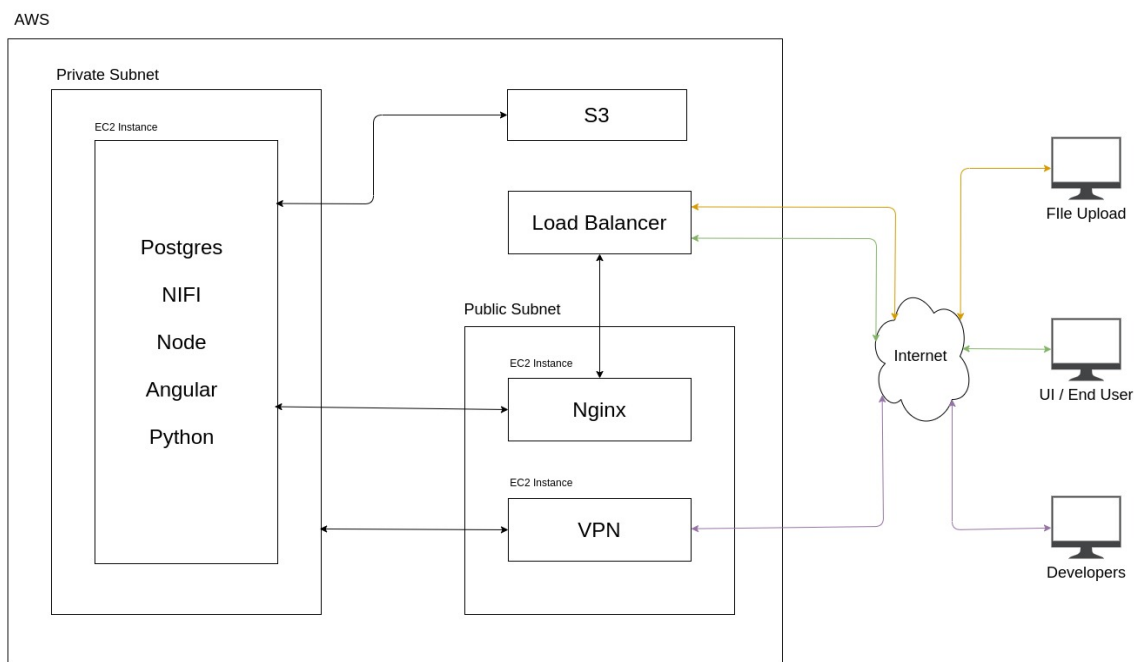 AWS
Private Subnet
EC2 Instance
Postgres
NIFI
Node
Angular
Python
S3
Load Balancer
Public Subnet
EC2 Instance
Nginx
EC2 Instance
VPN
Internet
FIle Upload
UI / End User
Developers